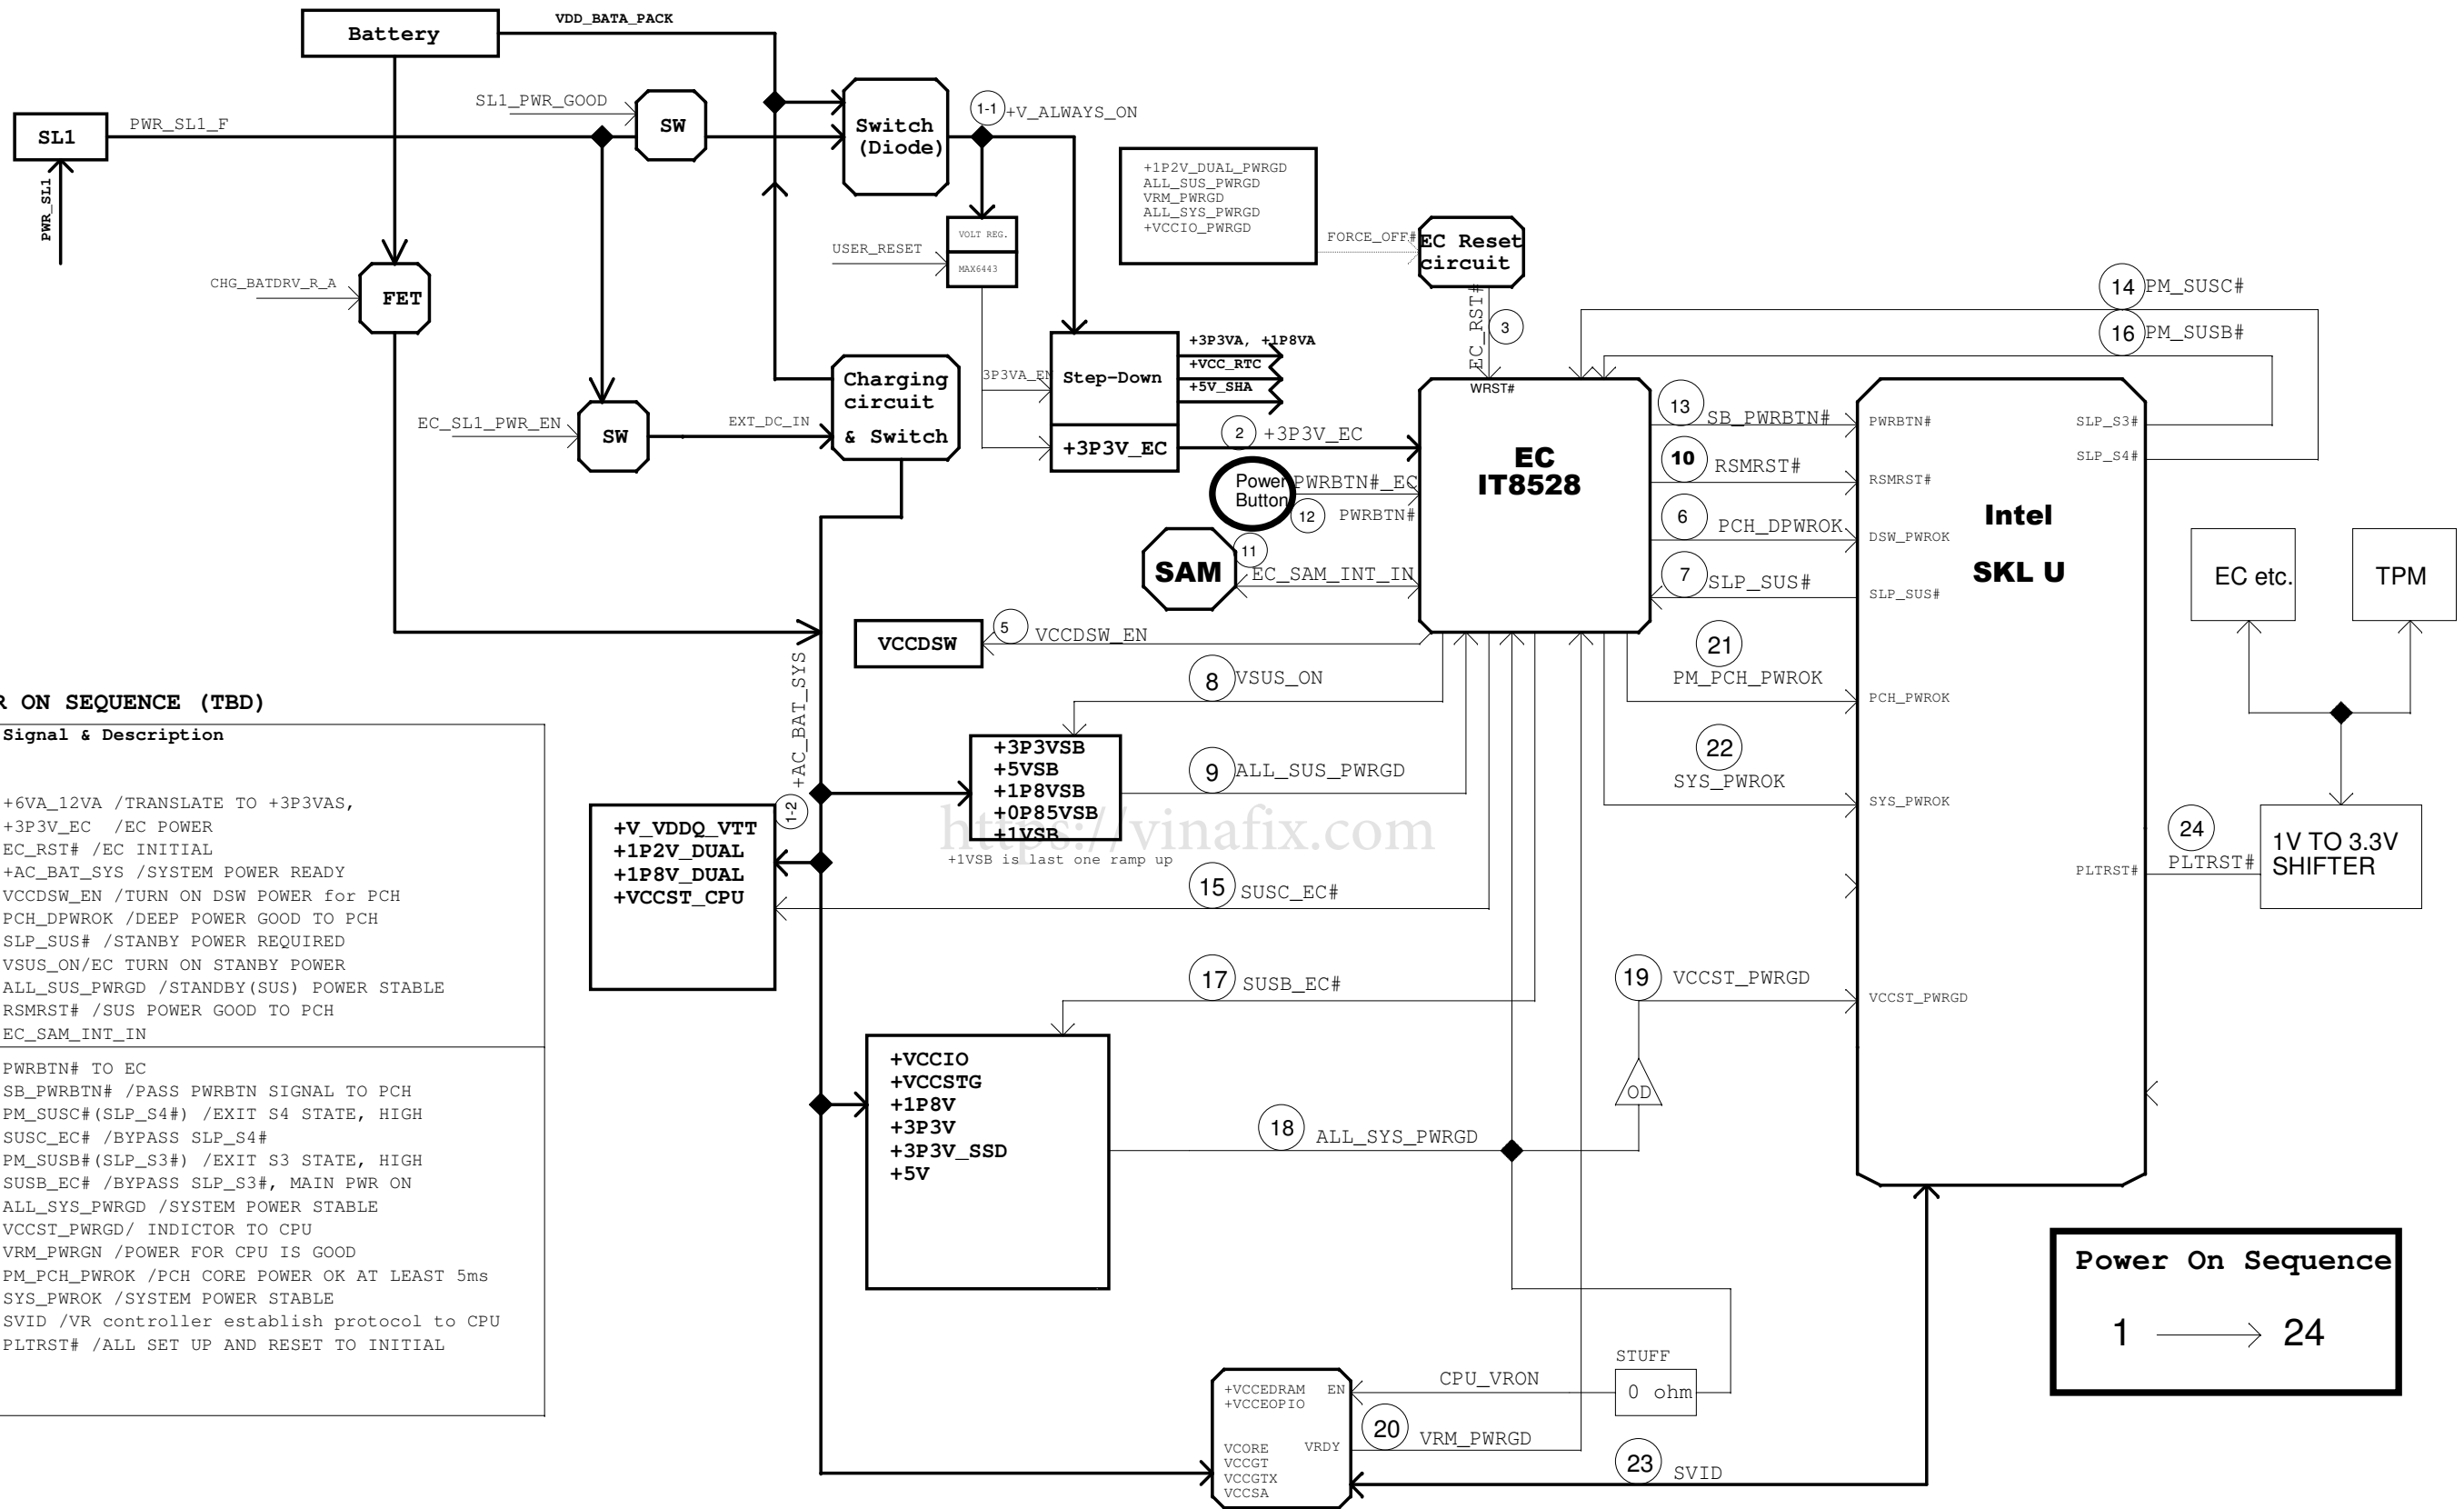 VDD_BATA_PACK
Battery
SL1_PWR_GOOD
SW
Switch
(Diode)
1-1
+V_ALWAYS_ON
SL1
PWR_SL1_F
PWR_SL1
+1P2V_DUAL_PWRGD
ALL_SUS_PWRGD
VRM_PWRGD
ALL_SYS_PWRGD
+VCCIO_PWRGD
FORCE_OFF#
EC Reset
circuit
VOLT REG.
MAX6443
USER_RESET
CHG_BATDRV_R_A
FET
EC_RST#
3
14
PM_SUSC#
16
PM_SUSB#
Charging
circuit
& Switch
3P3VA_EN
Step-Down
+3P3VA, +1P8VA
+VCC_RTC
+5V_SHA
+3P3V_EC
2
+3P3V_EC
EC_SL1_PWR_EN
SW
EXT_DC_IN
WRST#
EC
IT8528
Power
Button
PWRBTN#_EC
12
PWRBTN#
SAM
11
EC_SAM_INT_IN
13
SB_PWRBTN#
PWRBTN#
10
RSMRST#
RSMRST#
6
PCH_DPWROK
DSW_PWROK
7
SLP_SUS#
SLP_SUS#
SLP_S3#
SLP_S4#
Intel
SKL U
EC etc.
TPM
VCCDSW
5
VCCDSW_EN
8
VSUS_ON
21
PM_PCH_PWROK
PCH_PWROK
22
SYS_PWROK
SYS_PWROK
+AC_BAT_SYS
1-2
+3P3VSB
+5VSB
+1P8VSB
+0P85VSB
+1VSB
+1VSB is last one ramp up
9
ALL_SUS_PWRGD
https://vinafix.com
+V_VDDQ_VTT
+1P2V_DUAL
+1P8V_DUAL
+VCCST_CPU
15
SUSC_EC#
24
PLTRST#
PLTRST#
1V TO 3.3V
SHIFTER
17
SUSB_EC#
19
VCCST_PWRGD
VCCST_PWRGD
OD
+VCCIO
+VCCSTG
+1P8V
+3P3V
+3P3V_SSD
+5V
18
ALL_SYS_PWRGD
STUFF
0 ohm
CPU_VRON
+VCCEDRAM
+VCCEOPIO
EN
VCORE
VCCGT
VCCGTX
VCCSA
VRDY
20
VRM_PWRGD
23
SVID
Power On Sequence
1
24
R ON SEQUENCE (TBD)
Signal & Description
+6VA_12VA /TRANSLATE TO +3P3VAS,
+3P3V_EC /EC POWER
EC_RST# /EC INITIAL
+AC_BAT_SYS /SYSTEM POWER READY
VCCDSW_EN /TURN ON DSW POWER for PCH
PCH_DPWROK /DEEP POWER GOOD TO PCH
SLP_SUS# /STANBY POWER REQUIRED
VSUS_ON/EC TURN ON STANBY POWER
ALL_SUS_PWRGD /STANDBY(SUS) POWER STABLE
RSMRST# /SUS POWER GOOD TO PCH
EC_SAM_INT_IN
PWRBTN# TO EC
SB_PWRBTN# /PASS PWRBTN SIGNAL TO PCH
PM_SUSC#(SLP_S4#) /EXIT S4 STATE, HIGH
SUSC_EC# /BYPASS SLP_S4#
PM_SUSB#(SLP_S3#) /EXIT S3 STATE, HIGH
SUSB_EC# /BYPASS SLP_S3#, MAIN PWR ON
ALL_SYS_PWRGD /SYSTEM POWER STABLE
VCCST_PWRGD/ INDICTOR TO CPU
VRM_PWRGN /POWER FOR CPU IS GOOD
PM_PCH_PWROK /PCH CORE POWER OK AT LEAST 5ms
SYS_PWROK /SYSTEM POWER STABLE
SVID /VR controller establish protocol to CPU
PLTRST# /ALL SET UP AND RESET TO INITIAL